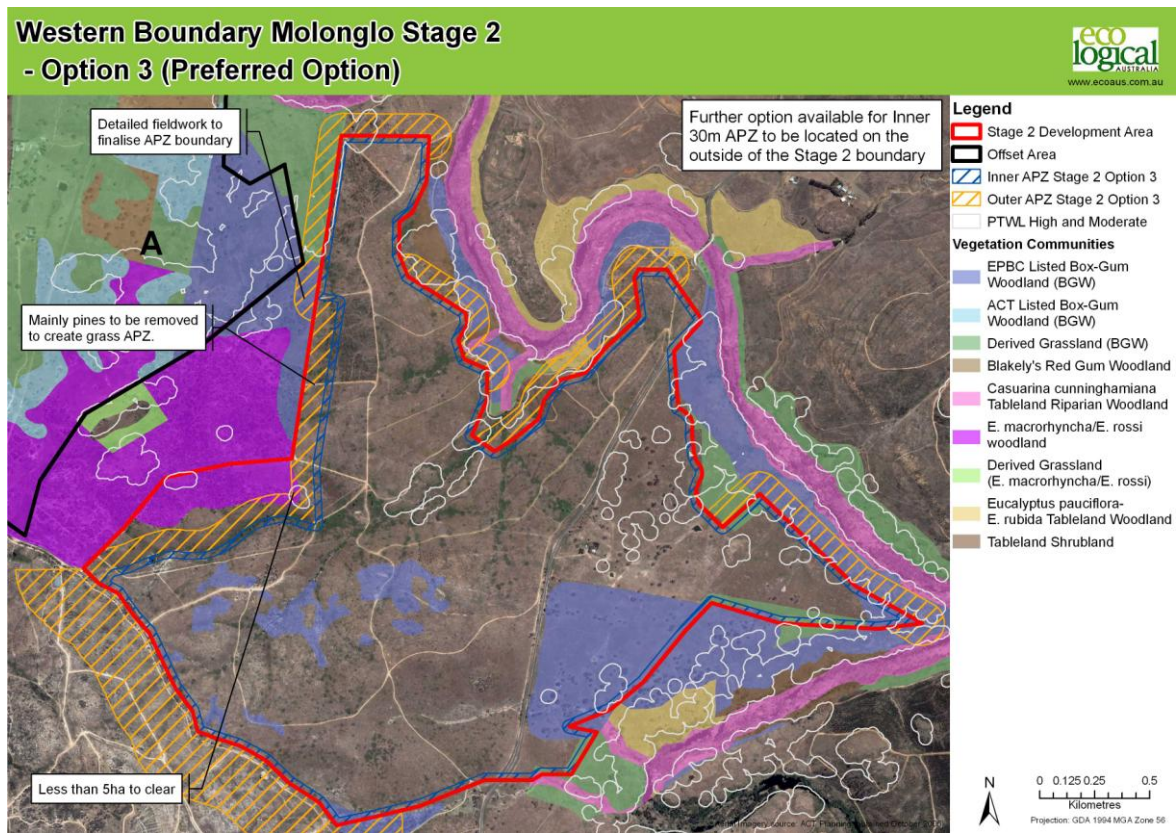 Western Boundary Molonglo Stage 2
- Option 3 (Preferred Option)
eco
logical
AUSTRALIA
www.ecoaus.com.au
Detailed fieldwork to
finalise APZ boundary
Further option available for Inner
30m APZ to be located on the
outside of the Stage 2 boundary
A
Mainly pines to be removed
to create grass APZ.
Less than 5ha to clear
Legend
Stage 2 Development Area
Offset Area
Inner APZ Stage 2 Option 3
Outer APZ Stage 2 Option 3
PTWL High and Moderate
Vegetation Communities
EPBC Listed Box-Gum
Woodland (BGW)
ACT Listed Box-Gum
Woodland (BGW)
Derived Grassland (BGW)
Blakely's Red Gum Woodland
Casuarina cunninghamiana
Tableland Riparian Woodland
E. macrorhyncha/E. rossi
woodland
Derived Grassland
(E. macrorhyncha/E. rossi)
Eucalyptus pauciflora-
E. rubida Tableland Woodland
Tableland Shrubland
N
0 0.125 0.25 0.5
Kilometres
Projection: GDA 1994 MGA Zone 56
Imagery source: ACT Planning